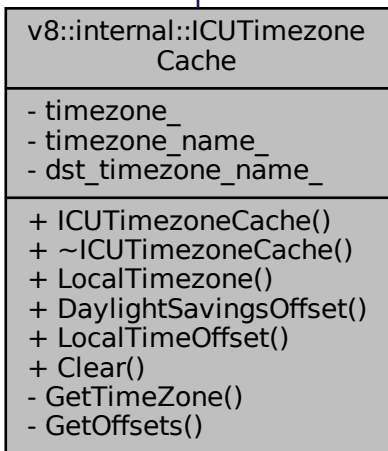 v8::internal::ICUTimezone
Cache
- timezone_
- timezone_name_
- dst_timezone_name_
+ ICUTimezoneCache()
+ ~ICUTimezoneCache()
+ LocalTimezone()
+ DaylightSavingsOffset()
+ LocalTimeOffset()
+ Clear()
- GetTimeZone()
- GetOffsets()